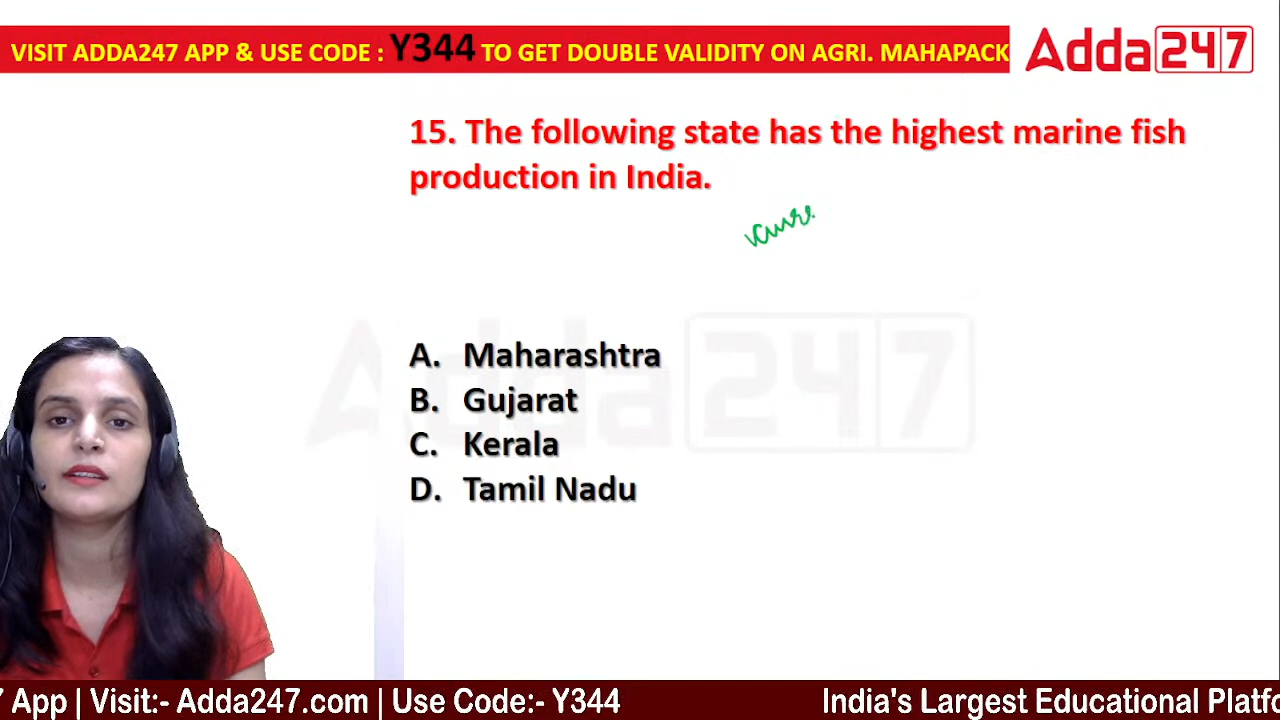 VISIT ADDA247 APP & USE CODE : Y344 TO GET DOUBLE VALIDITY ON AGRI. MAHAPACK
Adda247
15. The following state has the highest marine fish
production in India.
Adda247
A. Maharashtra
B. Gujarat
C. Kerala
D. Tamil Nadu
7 App | Visit:- Adda247.com | Use Code:- Y344
India's Largest Educational Platfo